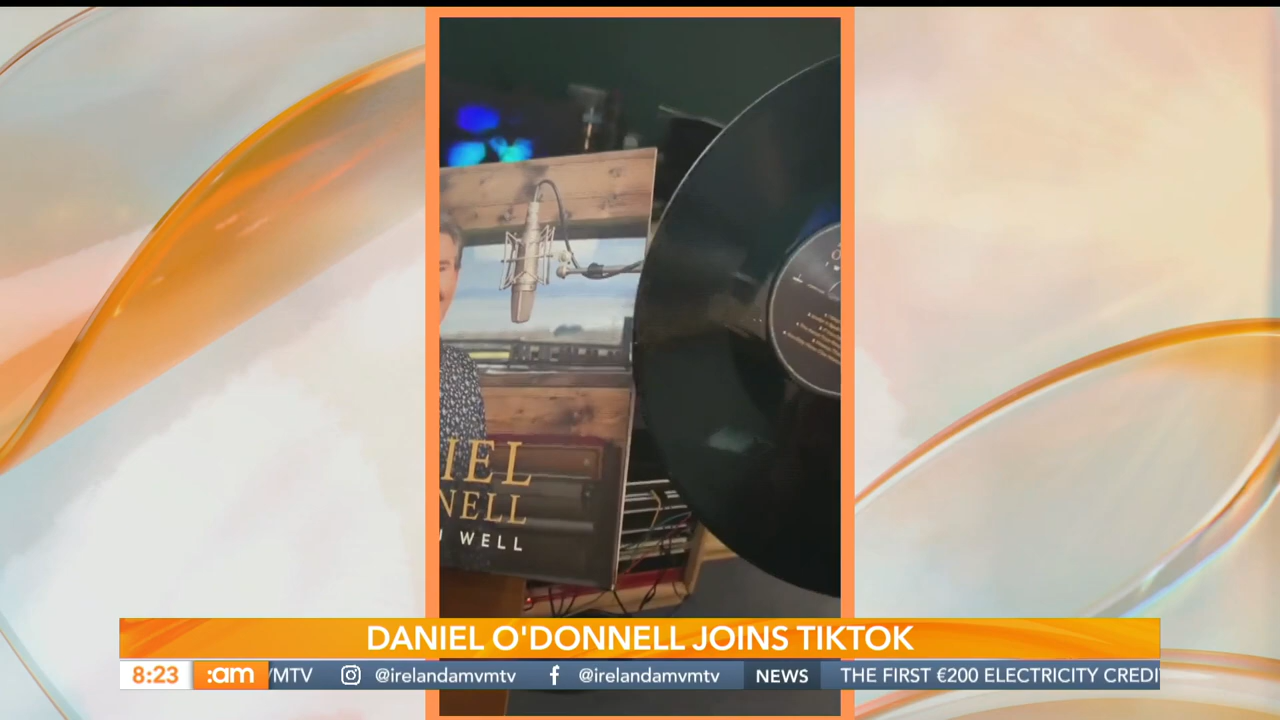 IEL
NELL
WELL
DANIEL O'DONNELL JOINS TIKTOK
8:23 :am /MTV @irelandamvmtv @irelandamvmtv NEWS THE FIRST €200 ELECTRICITY CREDI